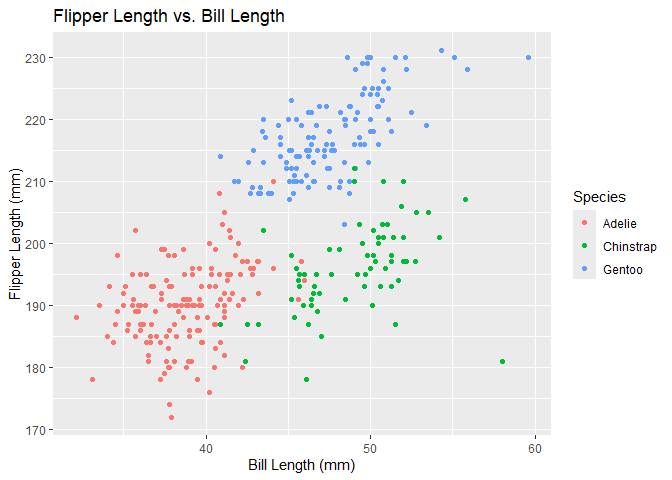 Flipper Length vs. Bill Length
Flipper Length (mm)
230
220
210
200
190
180
170
40
50
60
Bill Length (mm)
Species
Adelie
Chinstrap
Gentoo